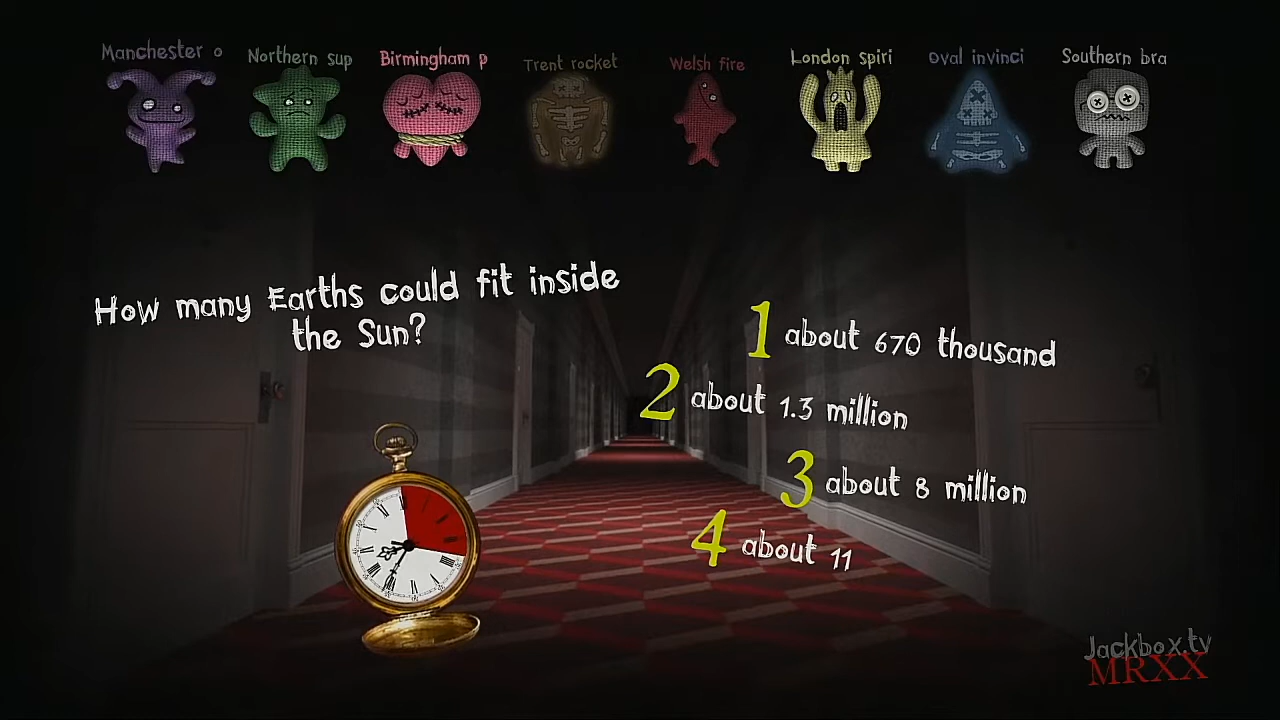 Manchester o
Northern sup
Birmingham p
Trent rocket
Welsh fire
London spiri
Oval invinci
Southern bra
How many Earths could fit inside
the Sun?
1 about 670 thousand
2 about 1.3 million
3 about 8 million
4 about 11
Jackbox.tv
MRXX